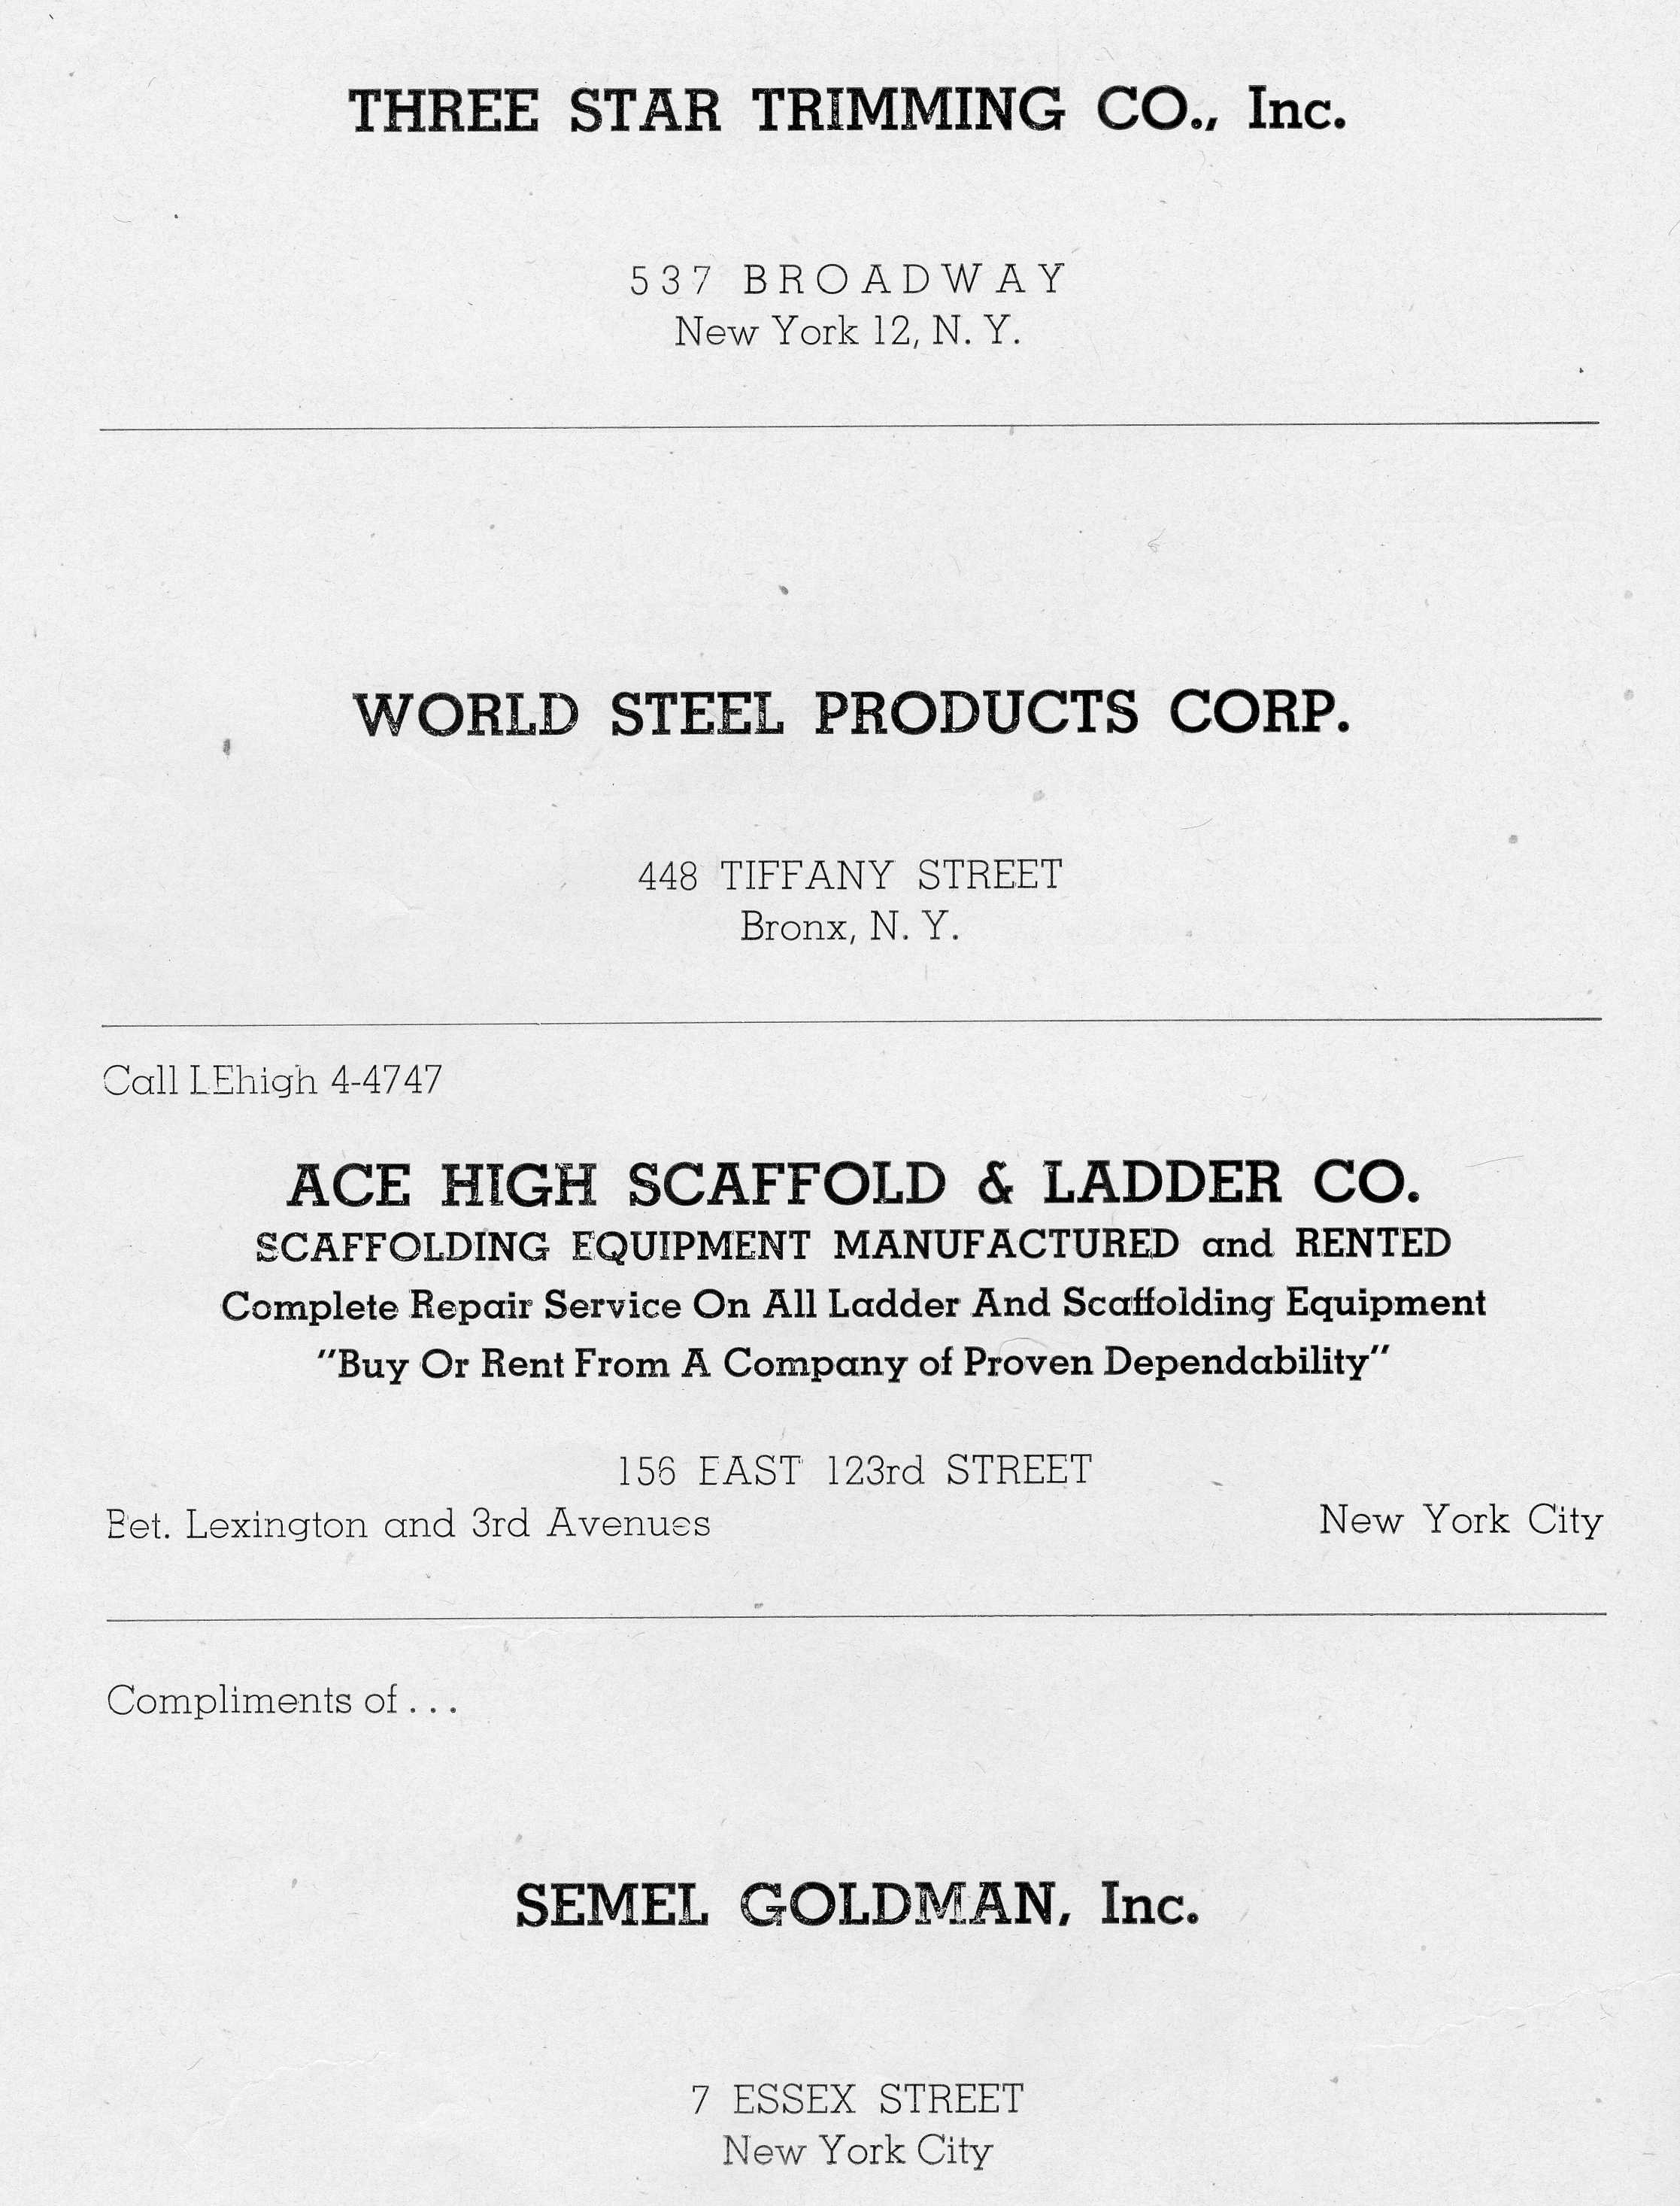 THREE STAR TRIMMING CO., Inc.
537 BROADWAY
New York 12, N. Y.
WORLD STEEL PRODUCTS CORP.
448 TIFFANY STREET
Bronx, N. Y.
Call LEhigh 4-4747
ACE HIGH SCAFFOLD & LADDER CO.
SCAFFOLDING EQUIPMENT MANUFACTURED and RENTED
Complete Repair Service On All Ladder And Scaffolding Equipment
"Buy Or Rent From A Company of Proven Dependability"
156 EAST 123rd STREET
Bet. Lexington and 3rd Avenues New York City
Compliments of . . .
SEMEL GOLDMAN, Inc.
7 ESSEX STREET
New York City